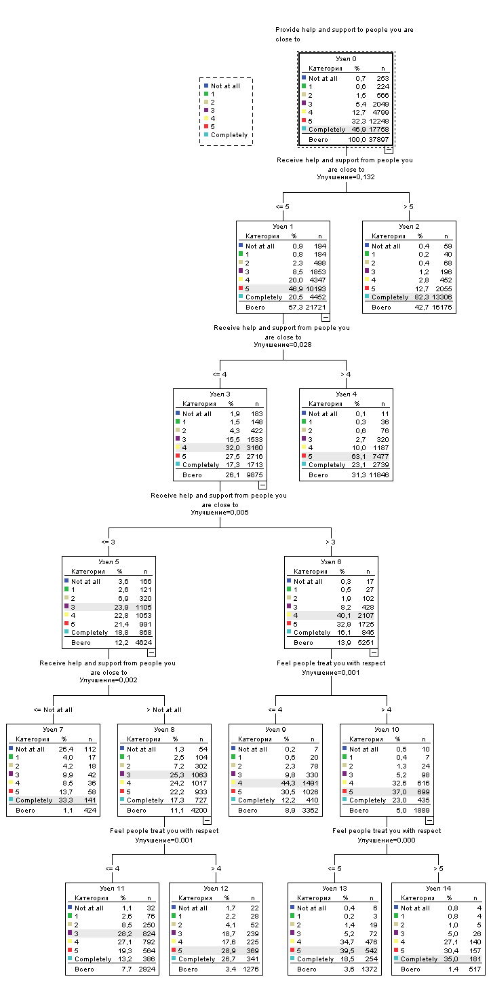 Provide help and support to people you are
close to
Узел 0
Категория % n
Not at all 0,7 253
1 0,6 224
2 1,5 566
3 5,4 2049
4 12,7 4799
5 32,3 12248
Completely 46,9 17758
Всего 100,0 37897
Not at all
1
2
3
4
5
Completely
Receive help and support from people you
are close to
Улучшение=0,132
<= 5
> 5
Узел 1
Категория % n
Not at all 0,9 194
1 0,8 184
2 2,3 498
3 8,5 1853
4 20,0 4347
5 46,9 10193
Completely 20,5 4452
Всего 57,3 21721
Узел 2
Категория % n
Not at all 0,4 59
1 0,2 40
2 0,4 68
3 1,2 196
4 2,8 452
5 12,7 2055
Completely 82,3 13306
Всего 42,7 16176
Receive help and support from people you
are close to
Улучшение=0,028
<= 4
> 4
Узел 3
Категория % n
Not at all 1,9 183
1 1,5 148
2 4,3 422
3 15,5 1533
4 32,0 3160
5 27,5 2716
Completely 17,3 1713
Всего 26,1 9875
Узел 4
Категория % n
Not at all 0,1 11
1 0,3 36
2 0,6 76
3 2,7 320
4 10,0 1187
5 63,1 7477
Completely 23,1 2739
Всего 31,3 11846
Receive help and support from people you
are close to
Улучшение=0,005
<= 3
> 3
Узел 5
Категория % n
Not at all 3,6 166
1 2,6 121
2 6,9 320
3 23,9 1105
4 22,8 1053
5 21,4 991
Completely 18,8 868
Всего 12,2 4624
Узел 6
Категория % n
Not at all 0,3 17
1 0,5 27
2 1,9 102
3 8,2 428
4 40,1 2107
5 32,9 1725
Completely 16,1 845
Всего 13,9 5251
Receive help and support from people you
are close to
Улучшение=0,002
Feel people treat you with respect
Улучшение=0,001
<= Not at all
> Not at all
<= 4
> 4
Узел 7
Категория % n
Not at all 26,4 112
1 4,0 17
2 4,2 18
3 9,9 42
4 8,5 36
5 13,7 58
Completely 33,3 141
Всего 1,1 424
Узел 8
Категория % n
Not at all 1,3 54
1 2,5 104
2 7,2 302
3 25,3 1063
4 24,2 1017
5 22,2 933
Completely 17,3 727
Всего 11,1 4200
Узел 9
Категория % n
Not at all 0,2 7
1 0,6 20
2 2,3 78
3 9,8 330
4 44,3 1491
5 30,5 1026
Completely 12,2 410
Всего 8,9 3362
Узел 10
Категория % n
Not at all 0,5 10
1 0,4 7
2 1,3 24
3 5,2 98
4 32,6 616
5 37,0 699
Completely 23,0 435
Всего 5,0 1889
Feel people treat you with respect
Улучшение=0,001
Feel people treat you with respect
Улучшение=0,000
<= 4
> 4
<= 5
> 5
Узел 11
Категория % n
Not at all 1,1 32
1 2,6 76
2 8,5 250
3 28,2 824
4 27,1 792
5 19,3 564
Completely 13,2 386
Всего 7,7 2924
Узел 12
Категория % n
Not at all 1,7 22
1 2,2 28
2 4,1 52
3 18,7 239
4 17,6 225
5 28,9 369
Completely 26,7 341
Всего 3,4 1276
Узел 13
Категория % n
Not at all 0,4 6
1 0,2 3
2 1,4 19
3 5,2 72
4 34,7 476
5 39,5 542
Completely 18,5 254
Всего 3,6 1372
Узел 14
Категория % n
Not at all 0,8 4
1 0,8 4
2 1,0 5
3 5,0 26
4 27,1 140
5 30,4 157
Completely 35,0 181
Всего 1,4 517